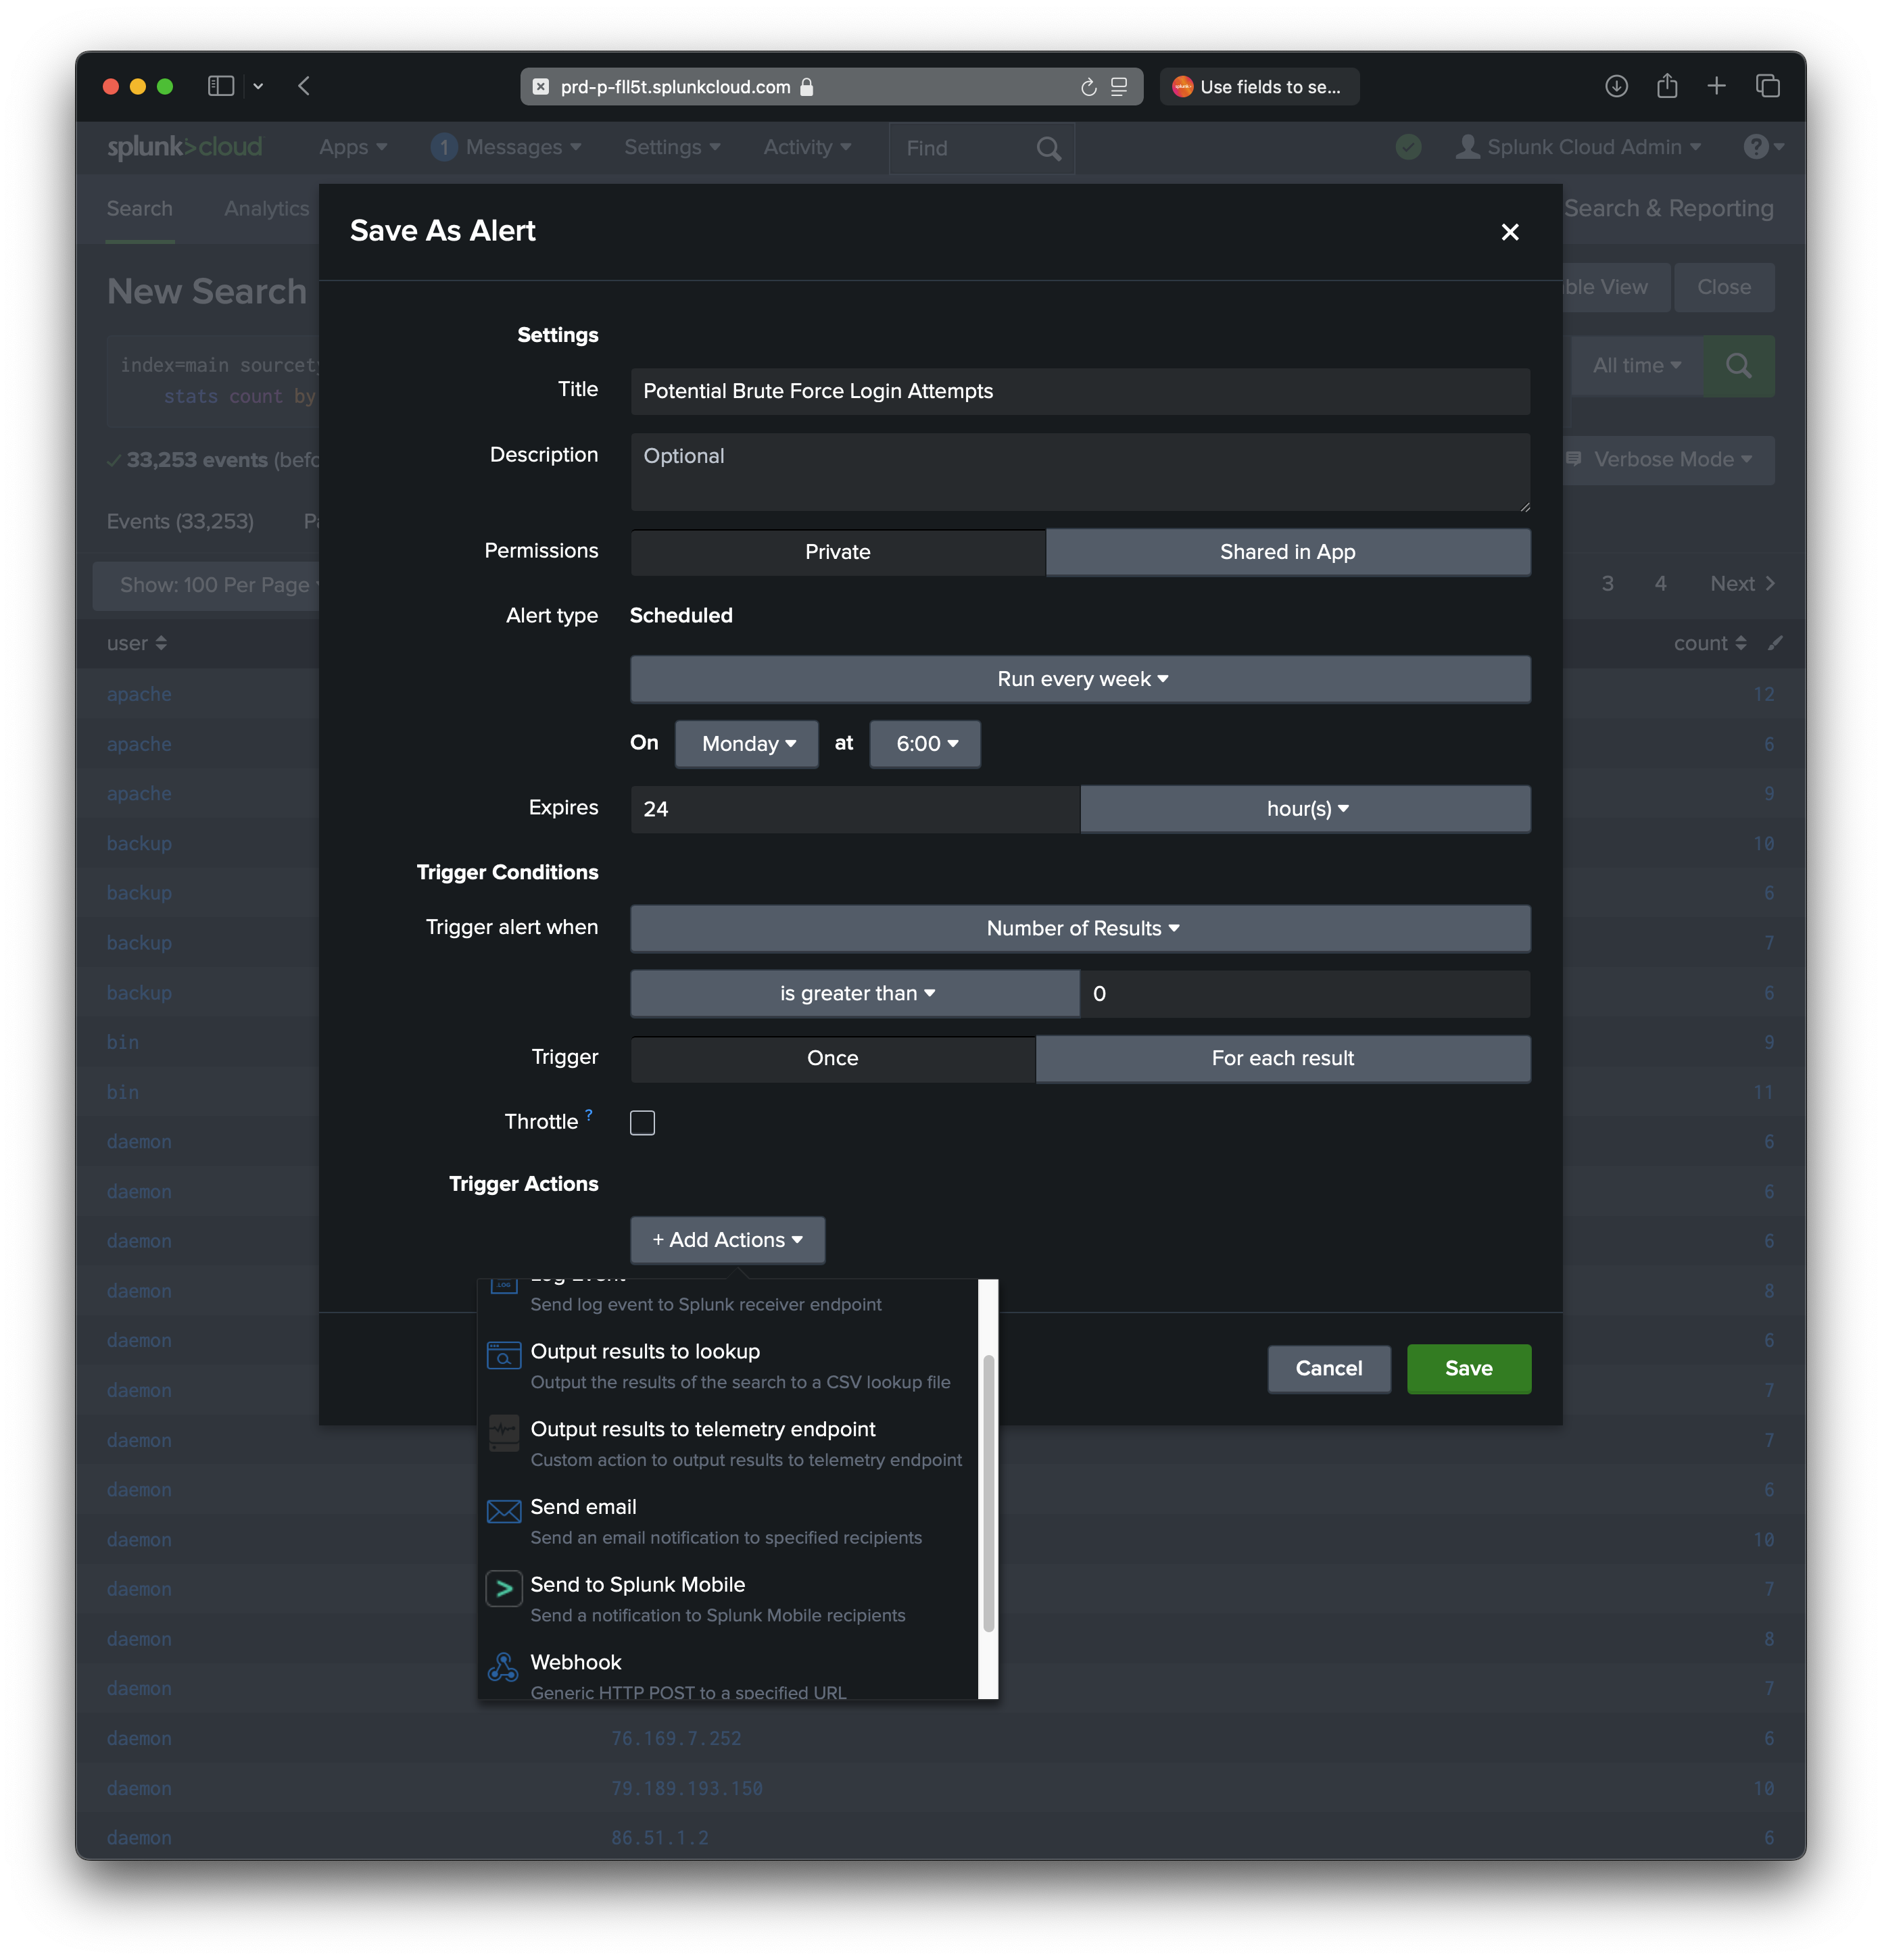 prd-p-fll5t.splunkcloud.com
Use fields to se...
splunk>cloud Apps 1 Messages Settings Activity Find Splunk Cloud Admin ?
Search Analytics Search & Reporting
Save As Alert
New Search ble View Close
Settings
index=main All time
stats count by
Title Potential Brute Force Login Attempts
Description Optional
33,253 events Verbose Mode
Events (33,253)
Permissions Private Shared in App
Show: 100 Per Page 3 4 Next >
Alert type Scheduled
user count
Run every week
apache 12
On Monday at 6:00
apache 6
apache 9
Expires 24 hour(s)
backup 10
Trigger Conditions
backup 6
Trigger alert when Number of Results
backup 7
backup 6
is greater than 0
bin 9
Trigger Once For each result
bin 11
Throttle ?
daemon 6
Trigger Actions
daemon 6
+ Add Actions
daemon 6
daemon 8
LOG
Send log event to Splunk receiver endpoint
daemon 6
Output results to lookup
Output the results of the search to a CSV lookup file
Cancel Save
daemon 7
Output results to telemetry endpoint
daemon 7
Custom action to output results to telemetry endpoint
daemon 6
Send email
Send an email notification to specified recipients
daemon 10
Send to Splunk Mobile
daemon 7
Send a notification to Splunk Mobile recipients
daemon 8
Webhook
Generic HTTP POST to a specified URL
daemon 7
daemon 76.169.7.252 6
daemon 79.189.193.150 10
daemon 86.51.1.2 6